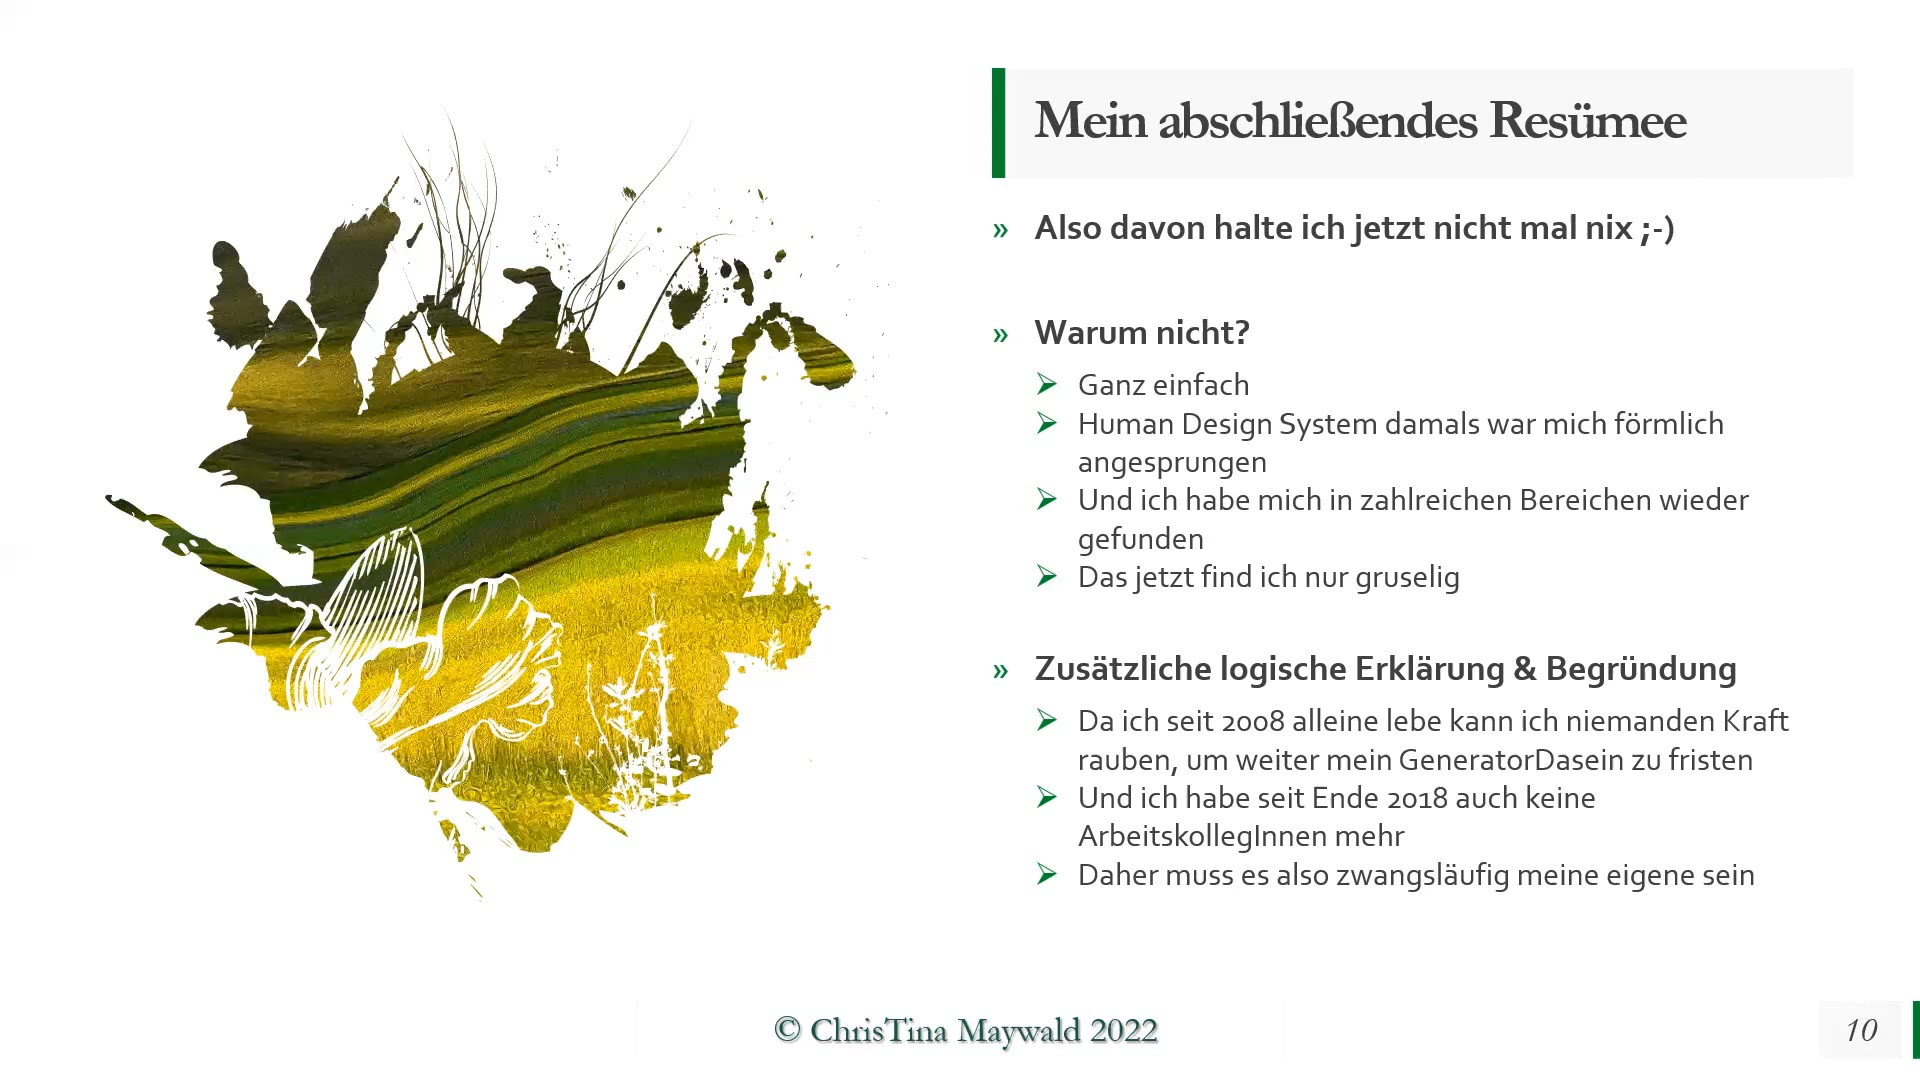 Mein abschließendes Resümee
» Also davon halte ich jetzt nicht mal nix ;-)
» Warum nicht?
Ganz einfach
Human Design System damals war mich förmlich
angesprungen
Und ich habe mich in zahlreichen Bereichen wieder
gefunden
Das jetzt find ich nur gruselig
» Zusätzliche logische Erklärung & Begründung
Da ich seit 2008 alleine lebe kann ich niemanden Kraft
rauben, um weiter mein GeneratorDasein zu fristen
Und ich habe seit Ende 2018 auch keine
ArbeitskollegInnen mehr
Daher muss es also zwangsläufig meine eigene sein
© ChrisTina Maywald 2022
10